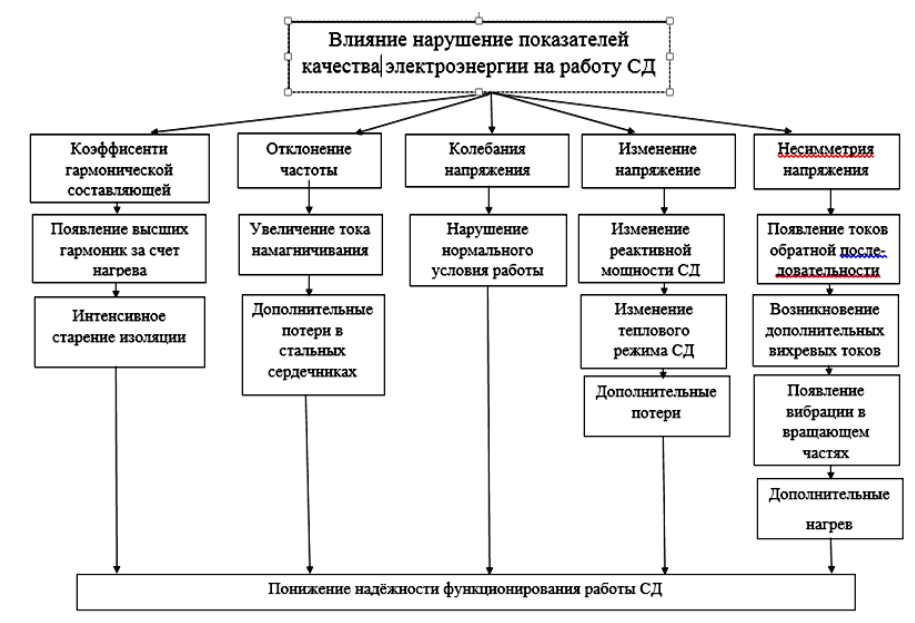 Влияние нарушение показателей
качества электроэнергии на работу СД
Коэффисенти
гармонической
составляющей
Появление высших
гармоник за счет
нагрева
Интенсивное
старение изоляции
Отклонение
частоты
Увеличение тока
намагничивания
Дополнительные
потери в
стальных
сердечниках
Колебания
напряжения
Нарушение
нормального
условия работы
Изменение
напряжение
Изменение
реактивной
мощности СД
Изменение
теплового
режима СД
Дополнительные
потери
Несимметрия
напряжения
Появление токов
обратной после-
довательности
Возникновение
дополнительных
вихревых токов
Появление
вибрации в
вращающем
частях
Дополнительные
нагрев
Понижение надёжности функционирования работы СД